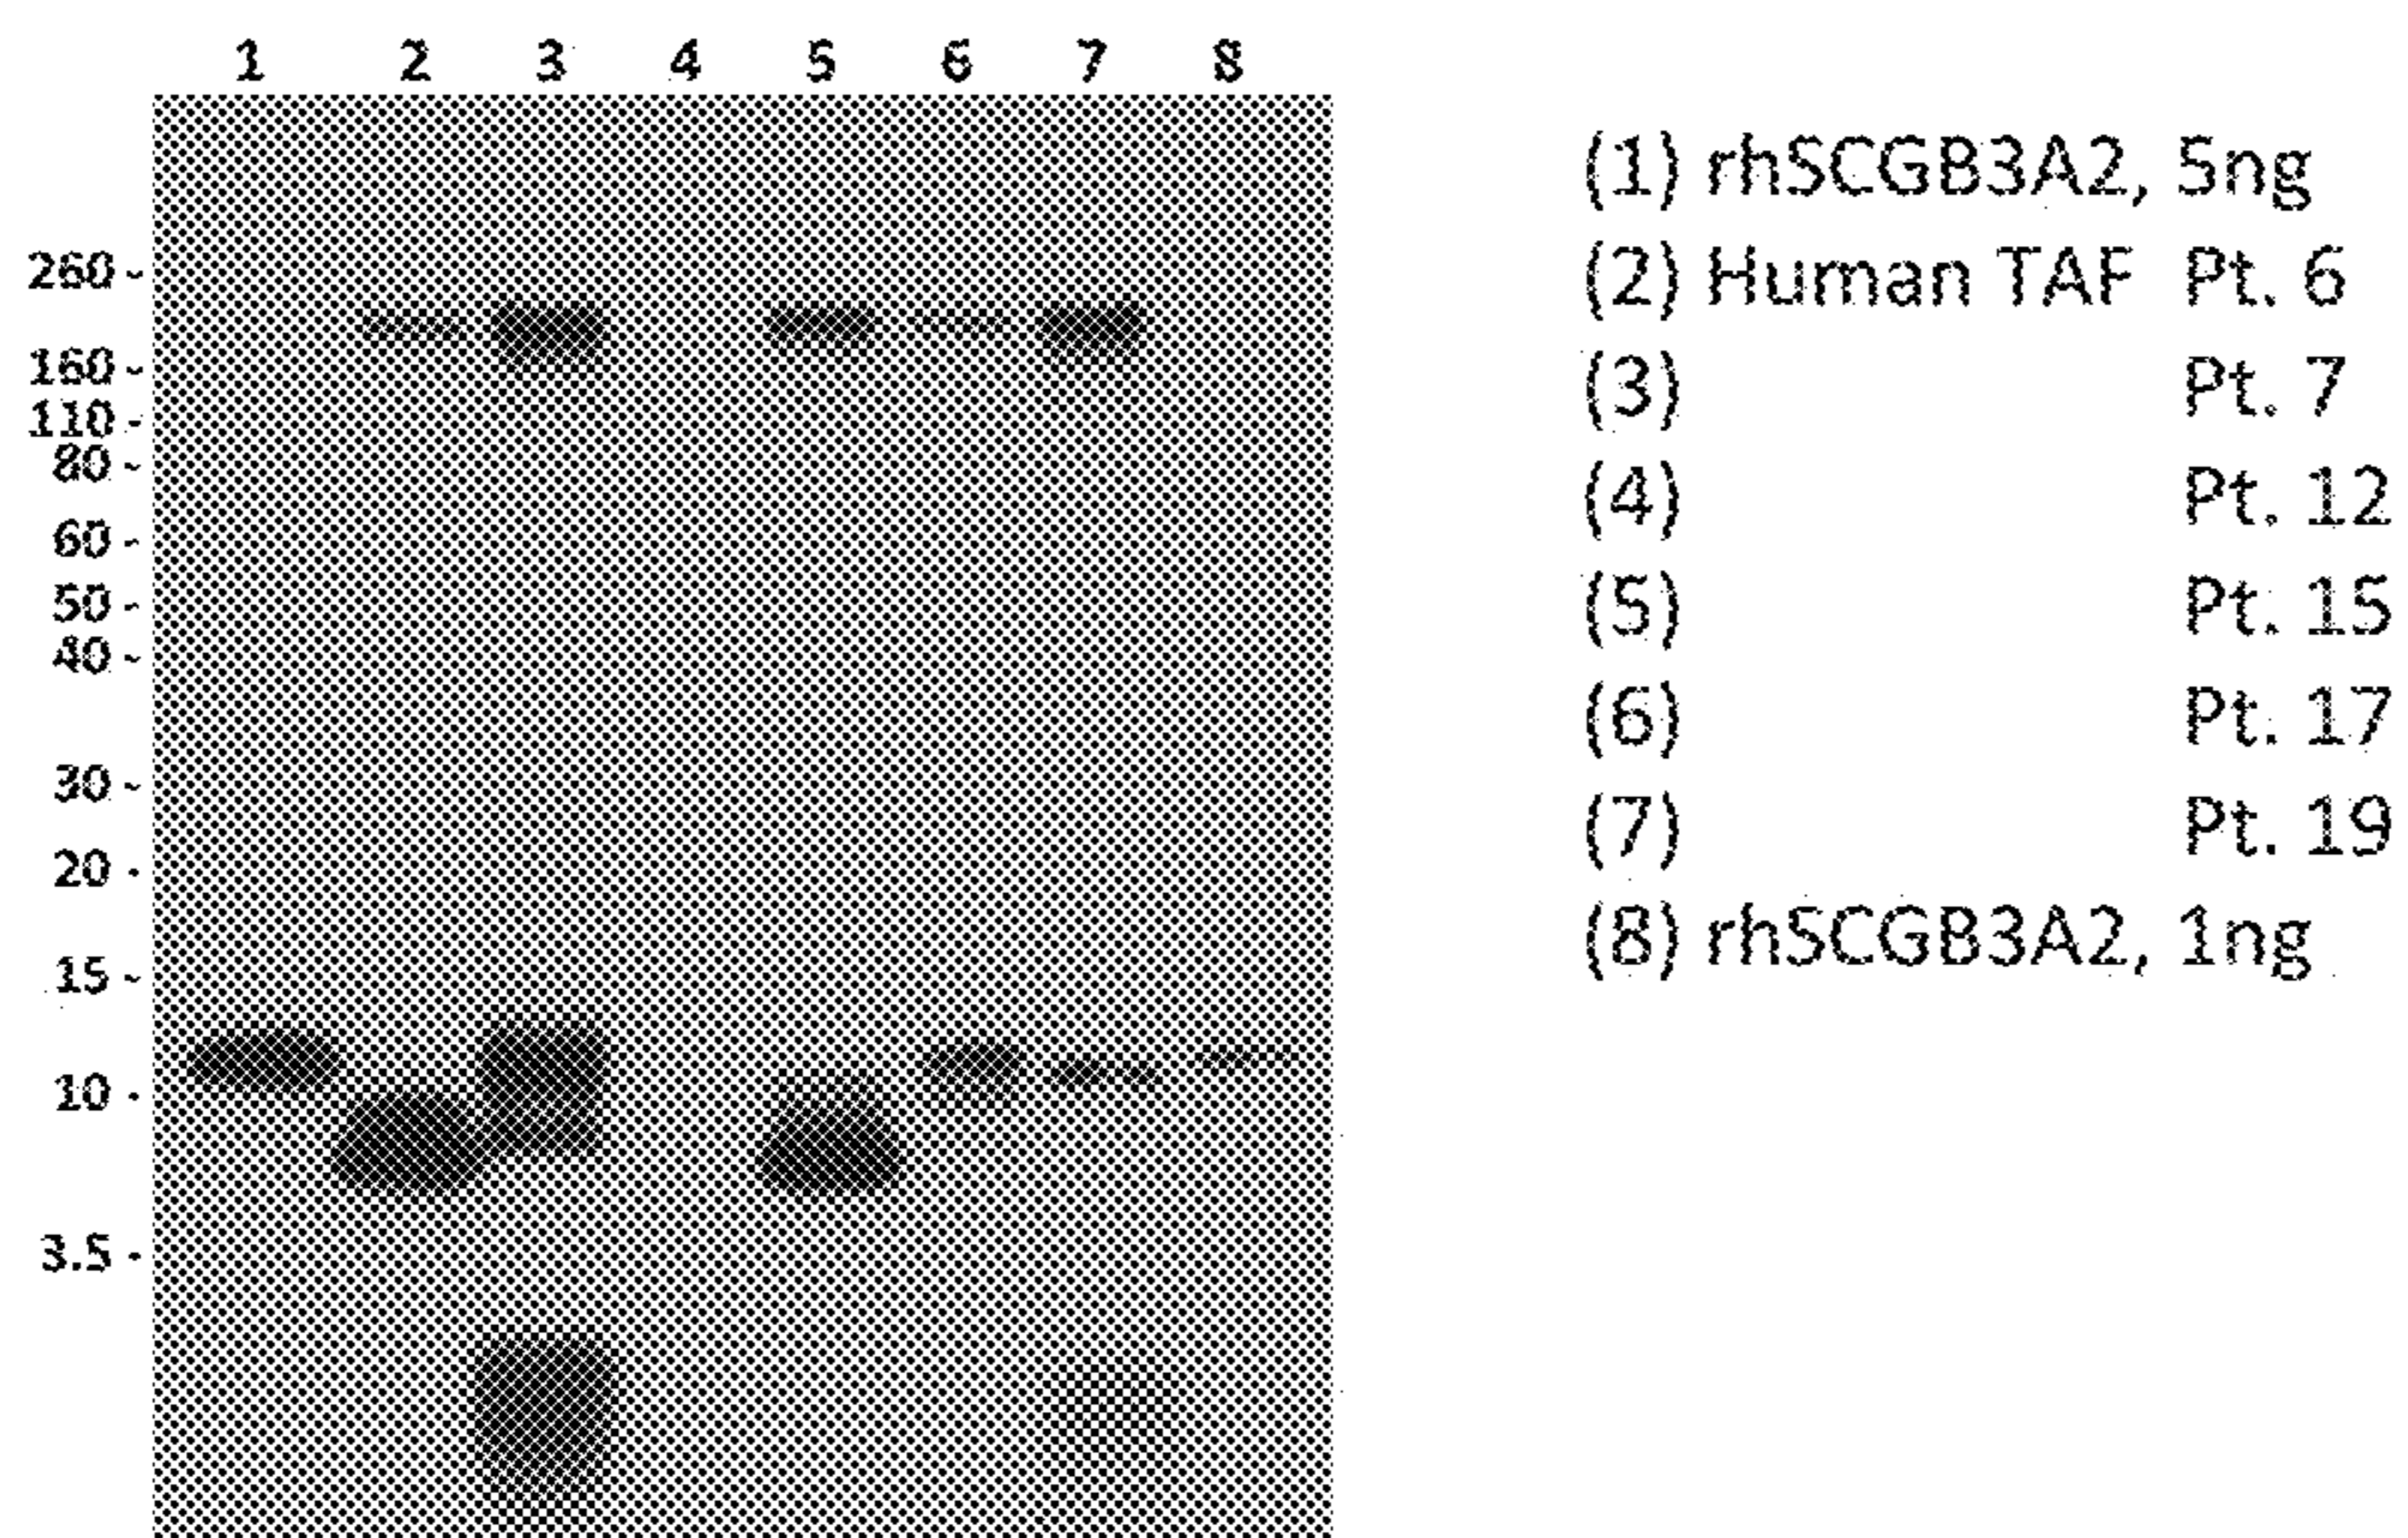 1 2 3 4 5 6 7 8
260 -
160 -
110 -
80 -
60 -
50 -
40 -
30 -
20 -
15 -
10 -
3.5 -
(1) rhSCGB3A2, 5ng
(2) Human TAF Pt. 6
(3) Pt. 7
(4) Pt. 12
(5) Pt. 15
(6) Pt. 17
(7) Pt. 19
(8) rhSCGB3A2, 1ng